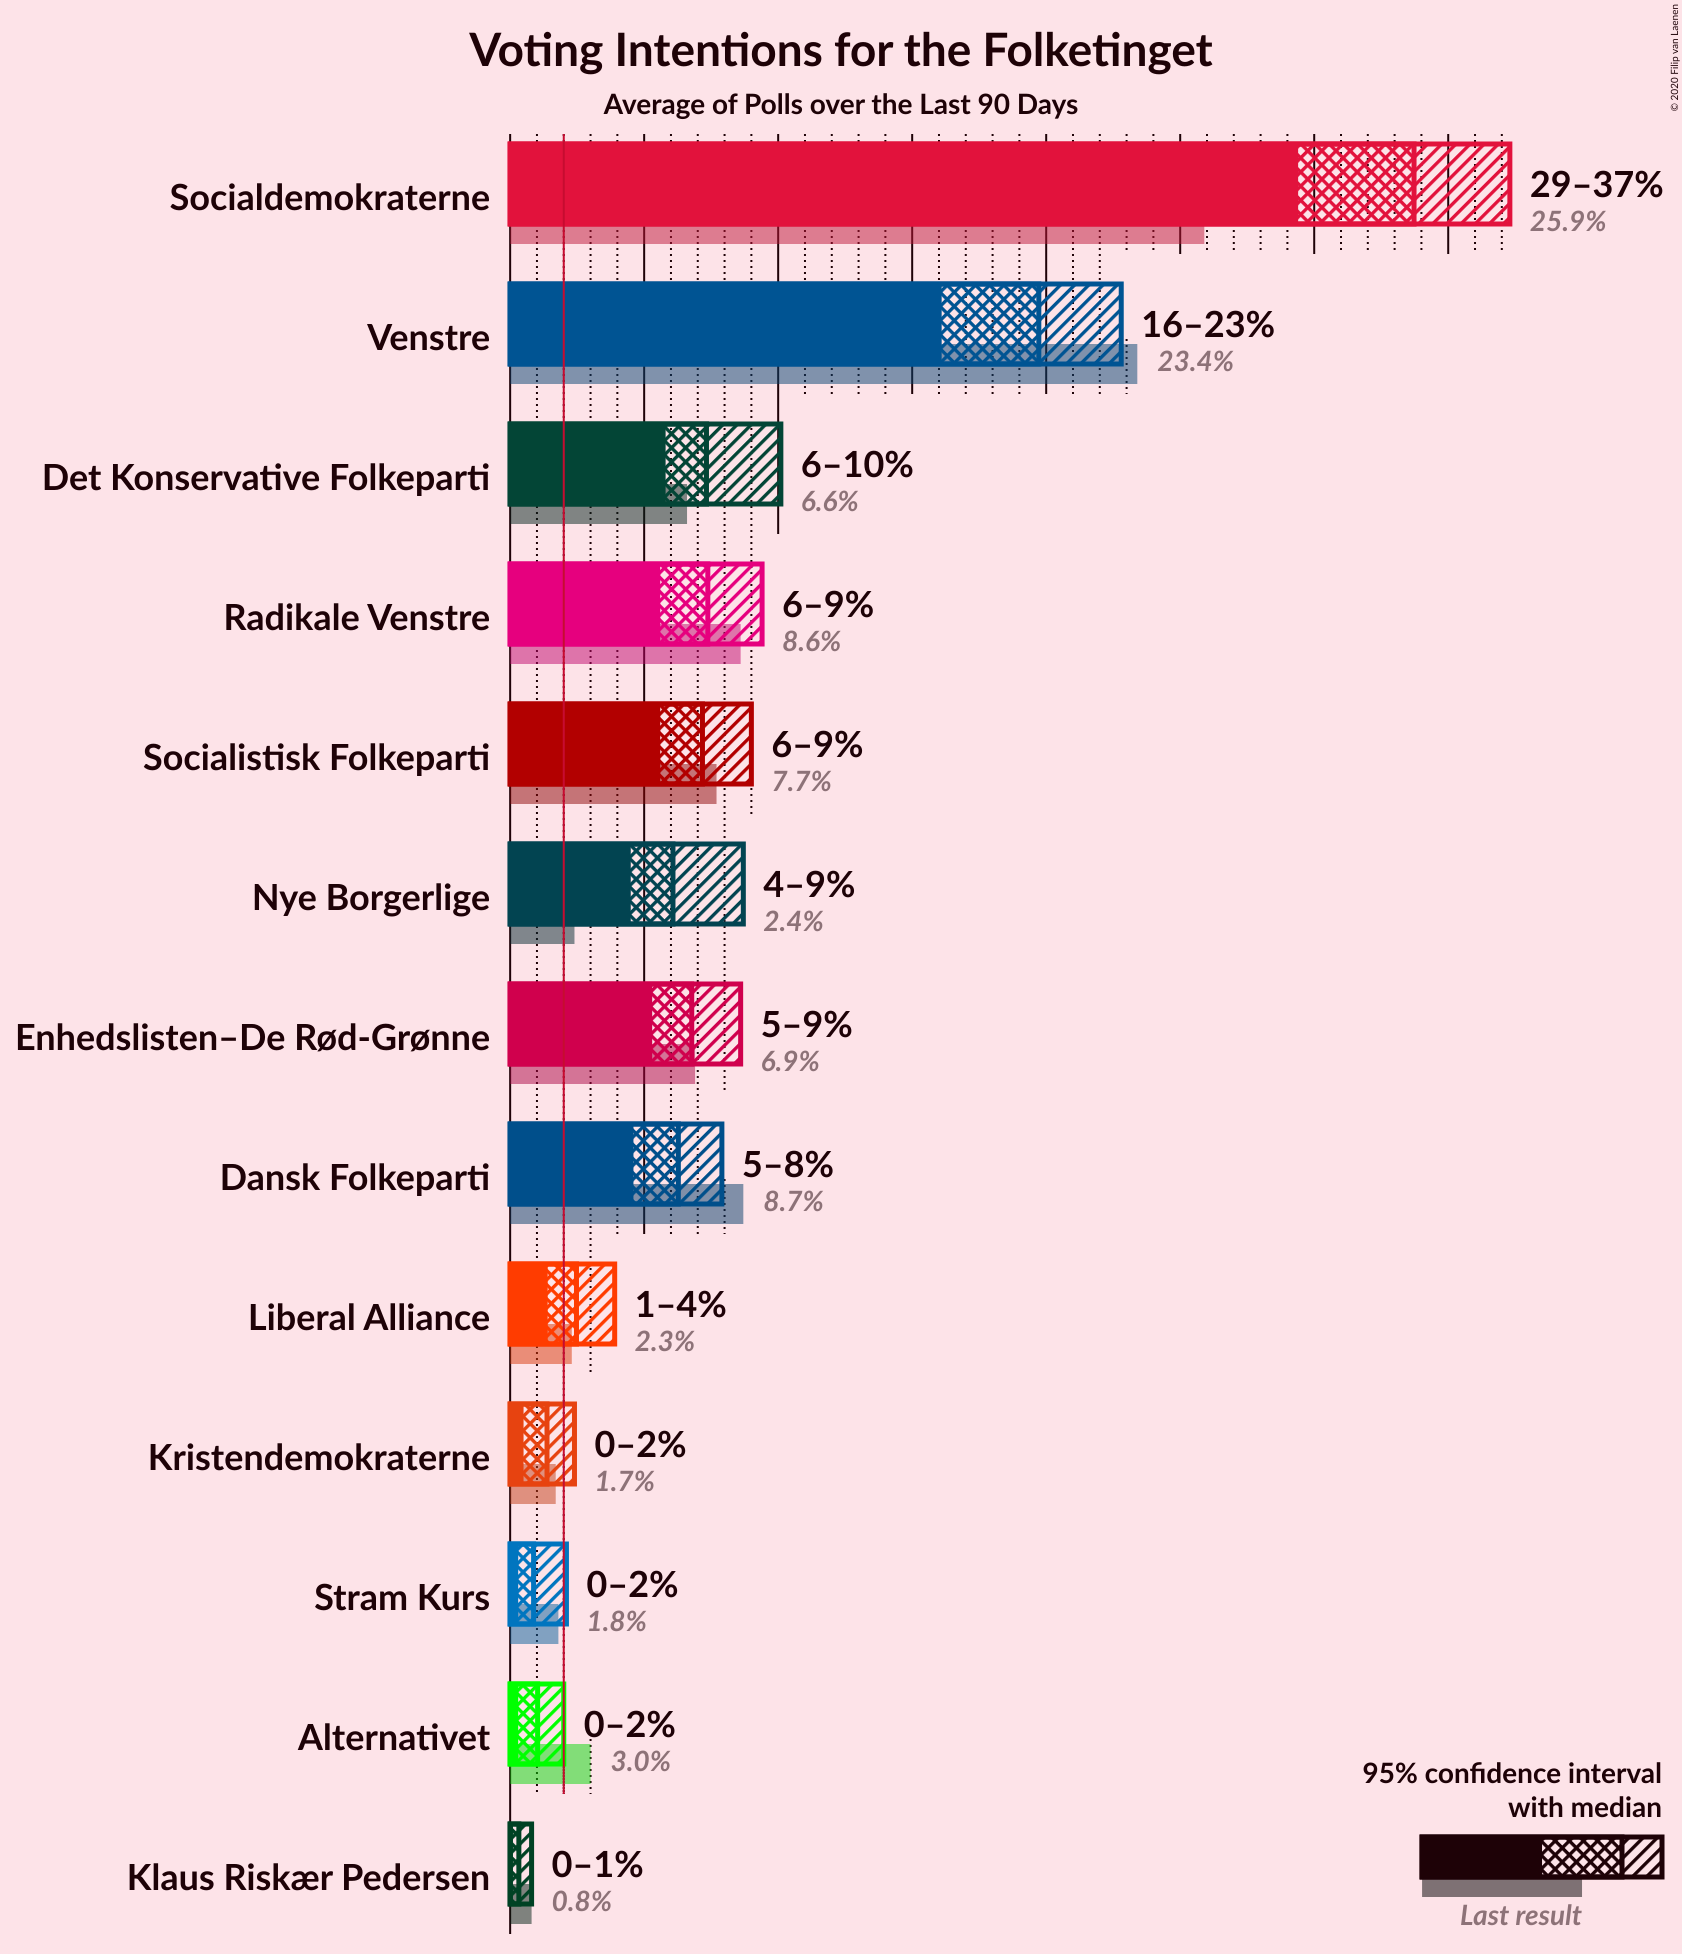 Voting Intentions for the Folketinget
Average of Polls over the Last 90 Days
© 2020 Filip van Laenen
Socialdemokraterne
29–37%
25.9%
Venstre
16–23%
23.4%
Det Konservative Folkeparti
6–10%
6.6%
Radikale Venstre
6–9%
8.6%
Socialistisk Folkeparti
6–9%
7.7%
Nye Borgerlige
4–9%
2.4%
Enhedslisten–De Rød-Grønne
5–9%
6.9%
Dansk Folkeparti
5–8%
8.7%
Liberal Alliance
1–4%
2.3%
Kristendemokraterne
0–2%
1.7%
Stram Kurs
0–2%
1.8%
Alternativet
0–2%
3.0%
Klaus Riskær Pedersen
0–1%
0.8%
95% confidence interval
with median
Last result